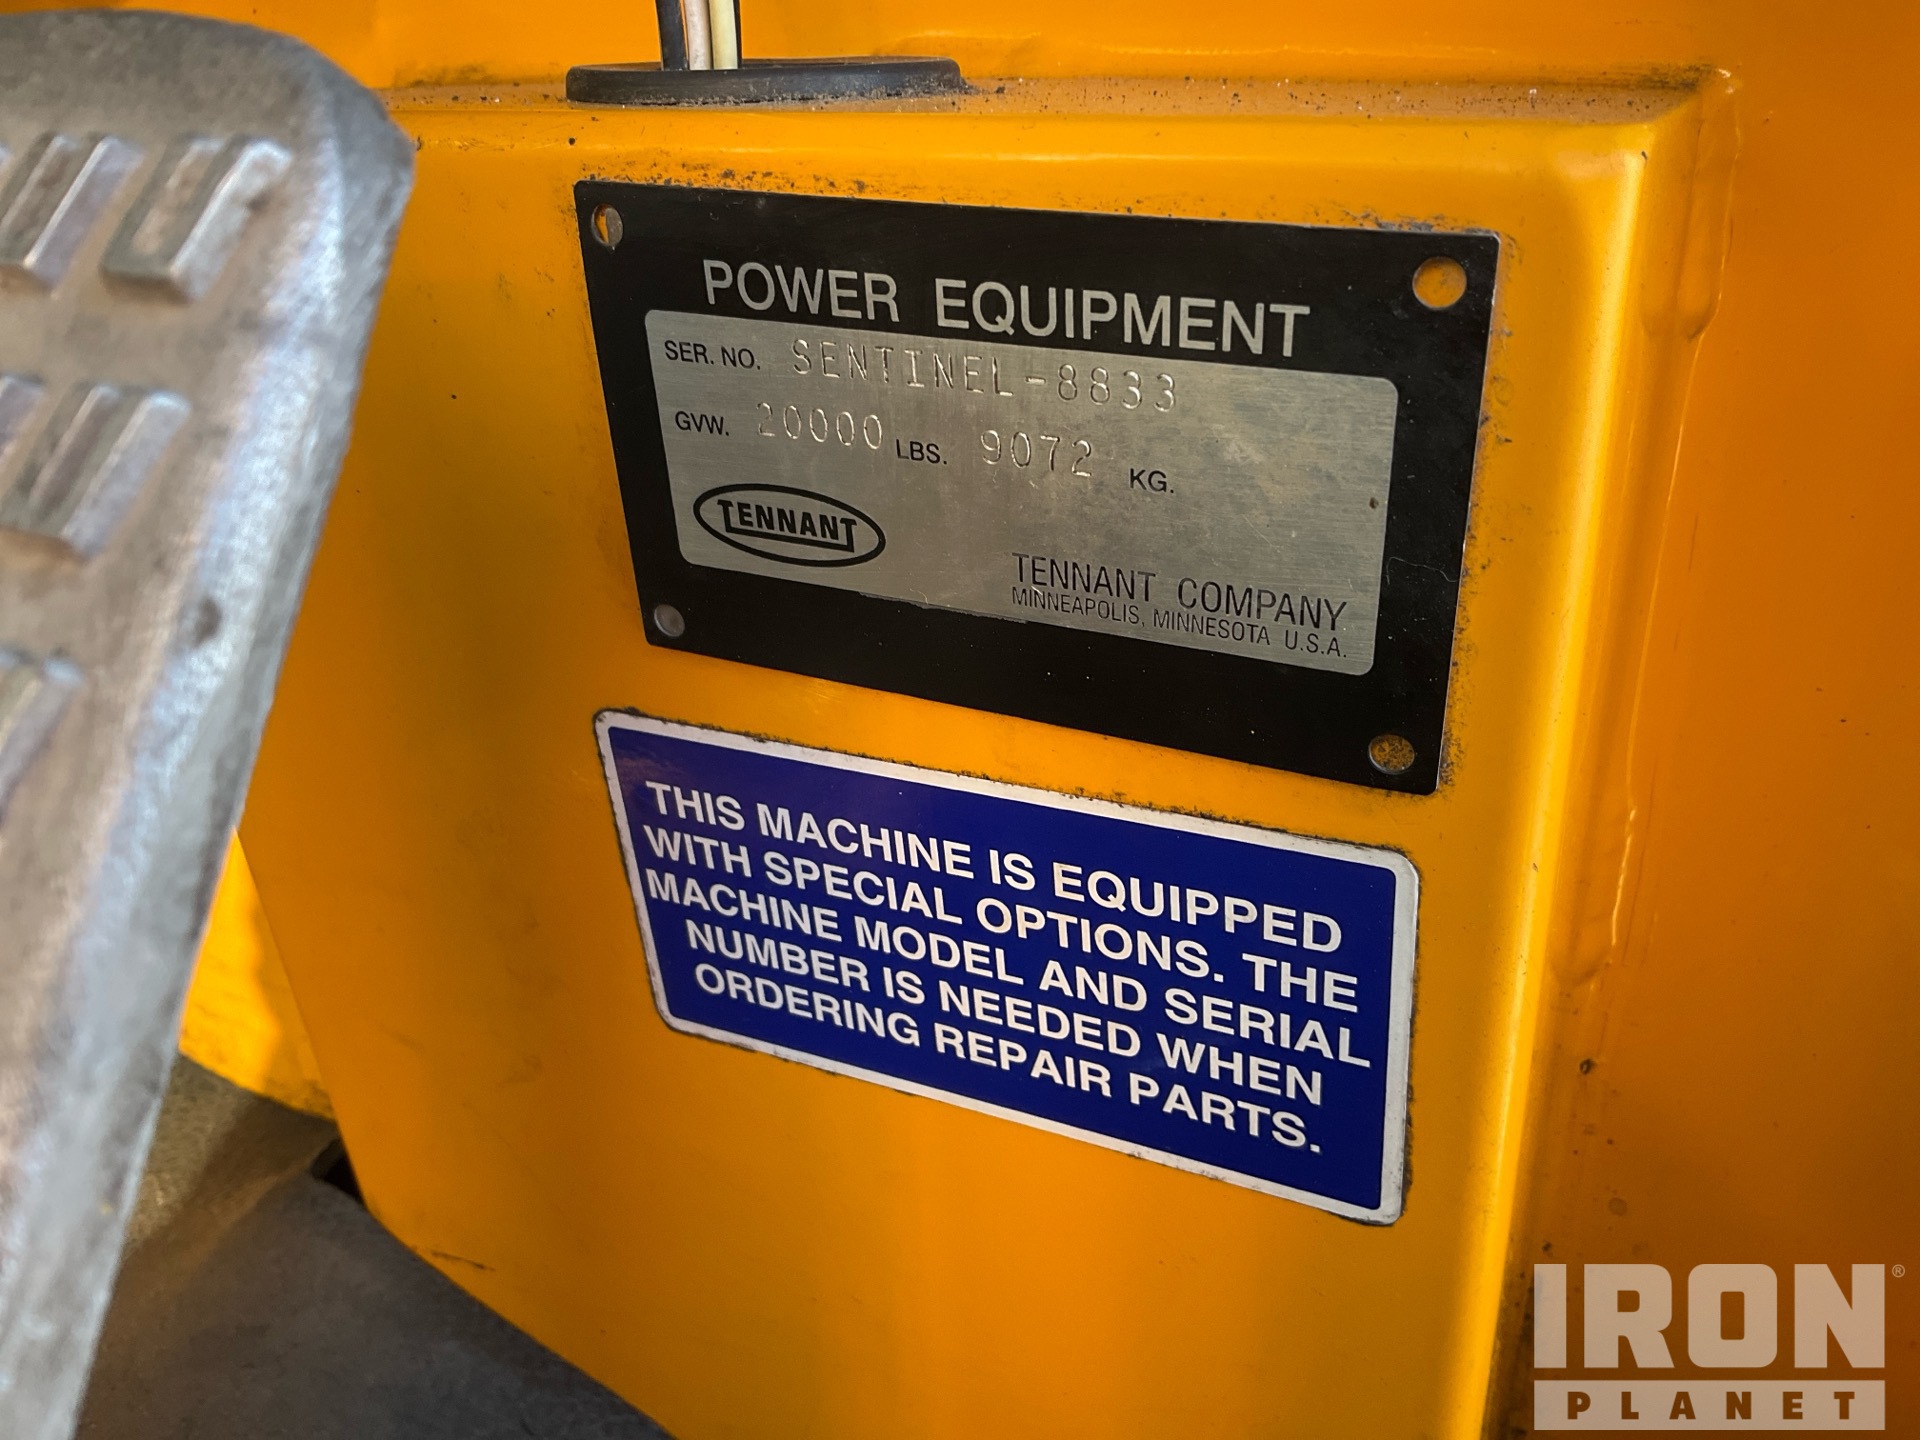 POWER EQUIPMENT
SER. NO. SENTINEL-8833
GVW. 20000 LBS. 9072 KG.
TENNANT
TENNANT COMPANY
MINNEAPOLIS, MINNESOTA U.S.A.
THIS MACHINE IS EQUIPPED
WITH SPECIAL OPTIONS. THE
MACHINE MODEL AND SERIAL
NUMBER IS NEEDED WHEN
ORDERING REPAIR PARTS.
IRON®
PLANET